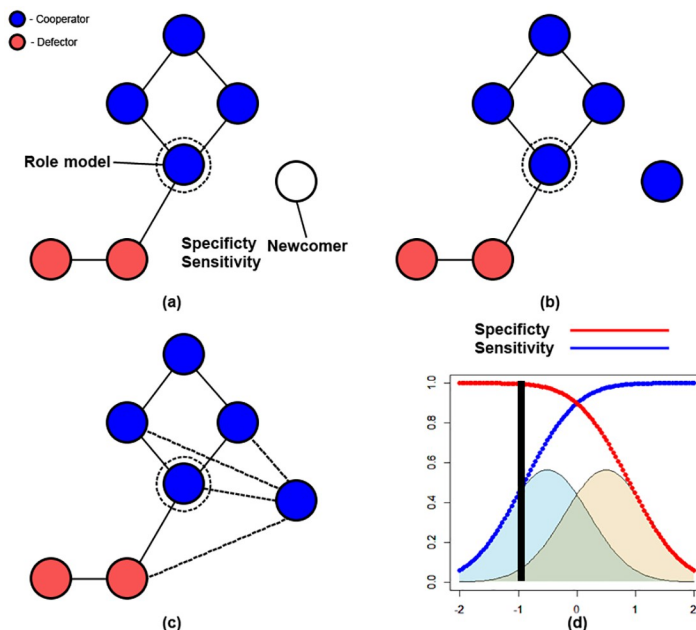 - Cooperator
- Defector
Role model
Specificty
Sensitivity
Newcomer
(a)
(b)
(c)
Specificty
Sensitivity
1.0
0.8
0.6
0.4
0.2
0.0
-2 -1 0 1 2
(d)